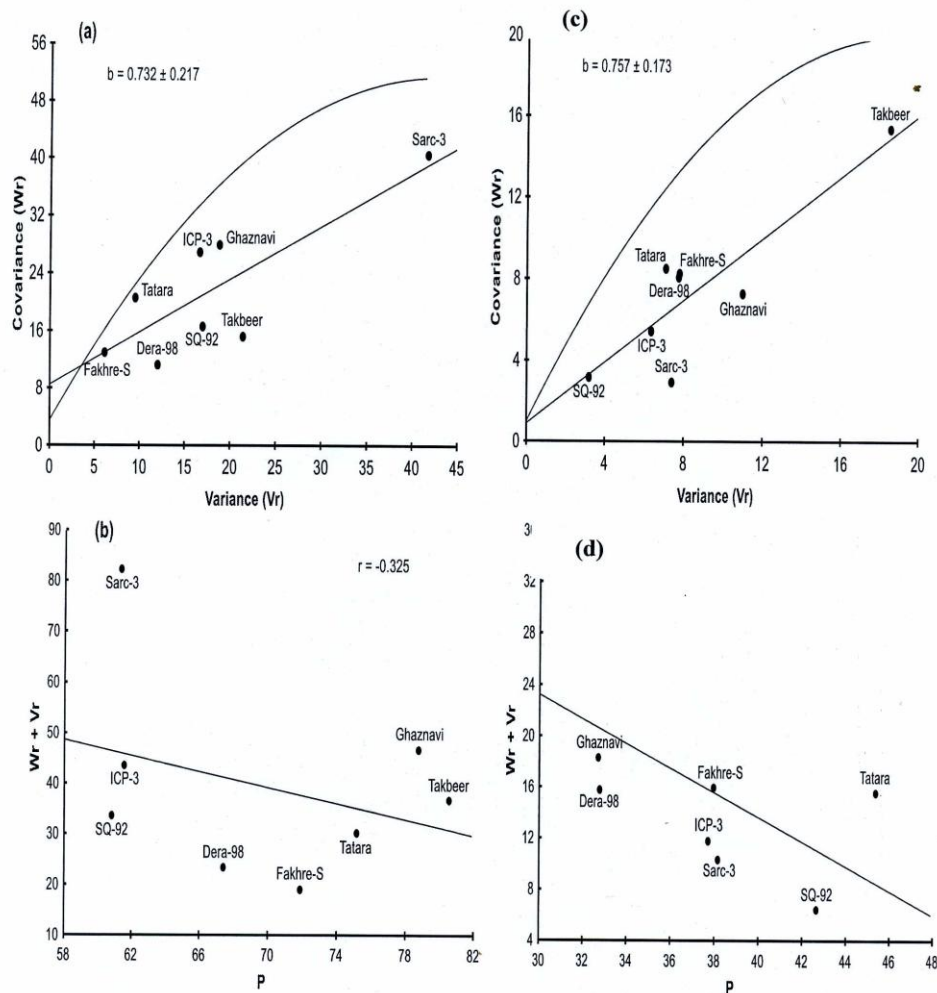 (a)
b = 0.732 ± 0.217
56
48
40
32
24
16
8
0
Covariance (Wr)
Sarc-3
ICP-3
Ghaznavi
Tatara
SQ-92
Takbeer
Dera-98
Fakhre-S
0 5 10 15 20 25 30 35 40 45
Variance (Vr)
(c)
b = 0.757 ± 0.173
20
16
12
8
4
0
Covariance (Wr)
Takbeer
Tatara
Fakhre-S
Dera-98
Ghaznavi
ICP-3
Sarc-3
SQ-92
0 4 8 12 16 20
Variance (Vr)
(b)
r = -0.325
90
80
70
60
50
40
30
20
10
Wr + Vr
Sarc-3
Ghaznavi
ICP-3
Takbeer
SQ-92
Tatara
Dera-98
Fakhre-S
58 62 66 70 74 78 82
P
(d)
32
28
24
20
16
12
8
4
Wr + Vr
Ghaznavi
Fakhre-S
Tatara
Dera-98
ICP-3
Sarc-3
SQ-92
30 32 34 36 38 40 42 44 46 48
P